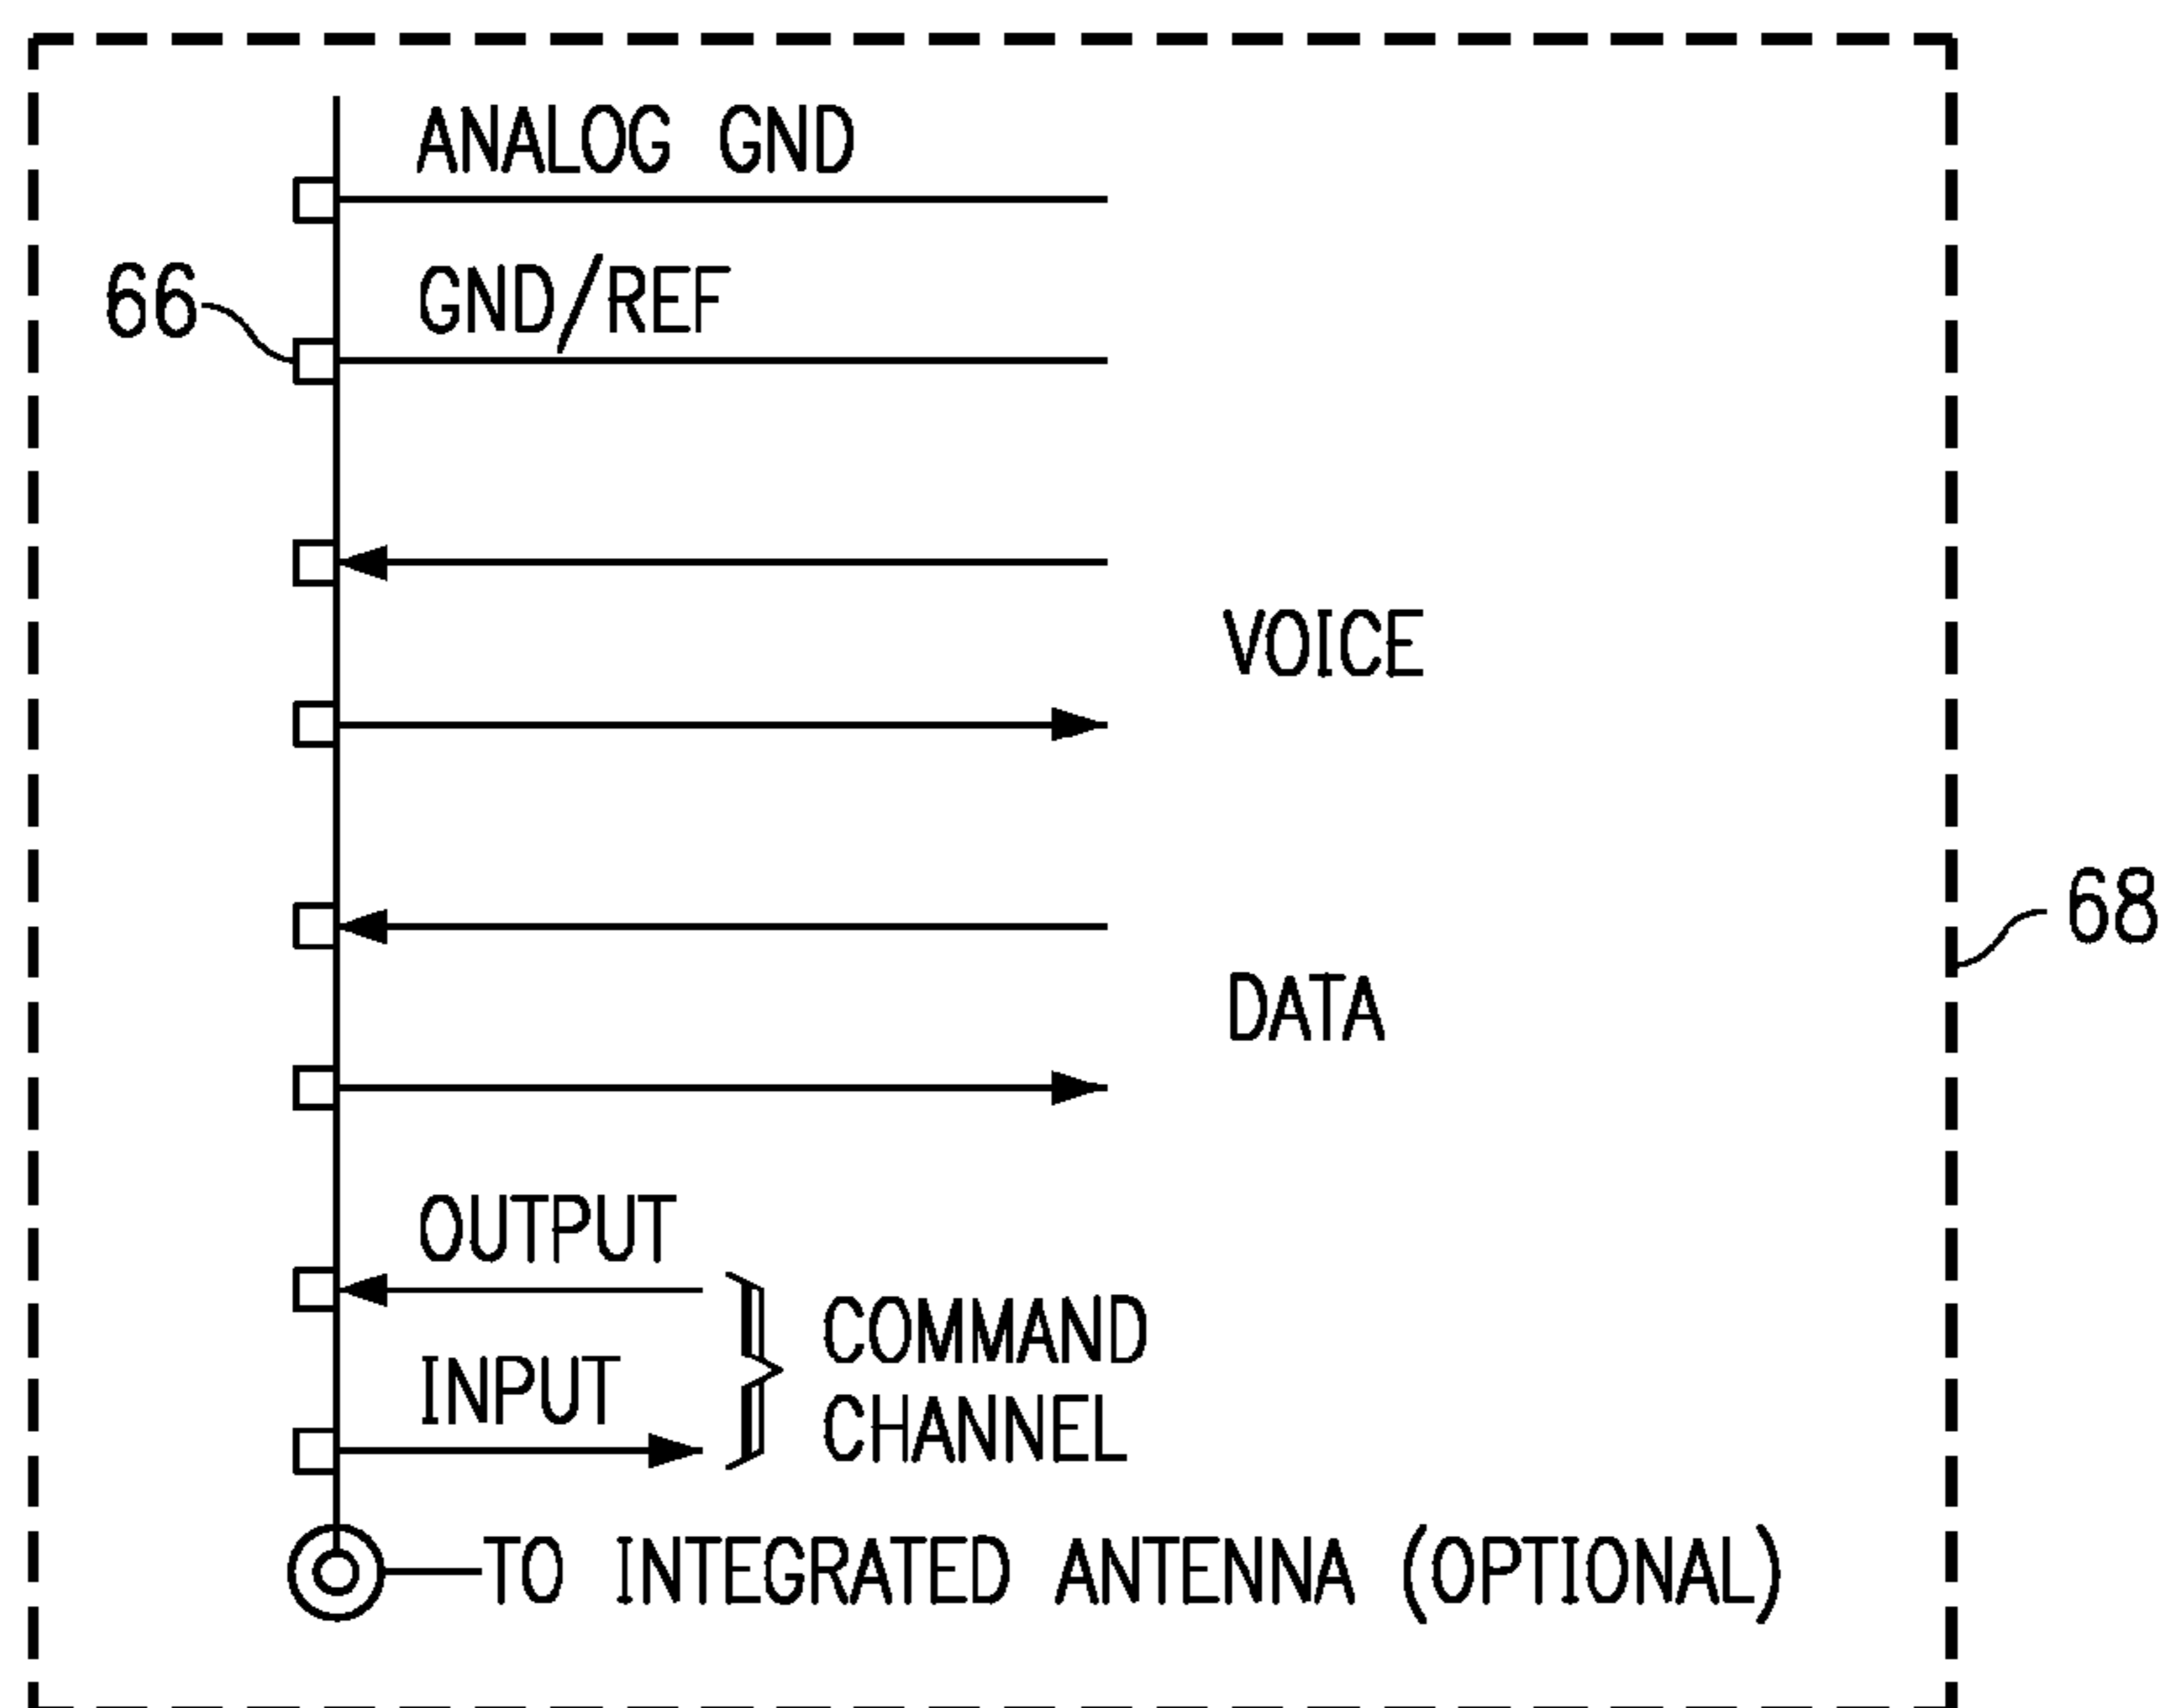 ANALOG GND
66
GND/REF
VOICE
68
DATA
OUTPUT
COMMAND
INPUT
CHANNEL
TO INTEGRATED ANTENNA (OPTIONAL)